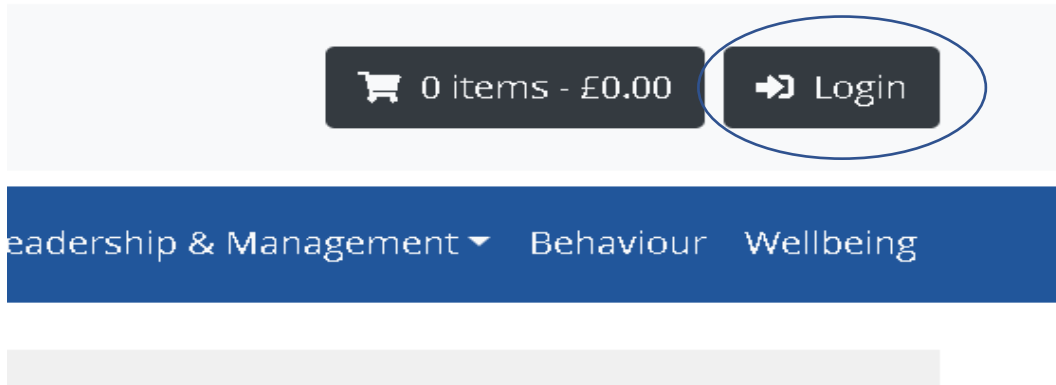 0 items - £0.00 Login
eadership & Management Behaviour Wellbeing